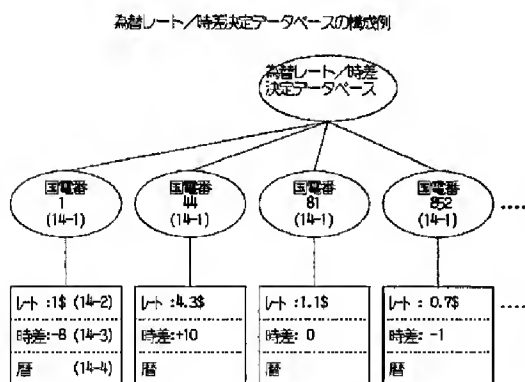 為替レート／時差決定データベースの構成例
為替レート／時差
決定データベース
国電番
1
(14-1)
国電番
44
(14-1)
国電番
81
(14-1)
国電番
852
(14-1)
レート :1$ (14-2)
時差:-8 (14-3)
暦 (14-4)
レート :4.3$
時差:+10
暦
レート :1.1$
時差: 0
暦
レート : 0.7$
時差: -1
暦